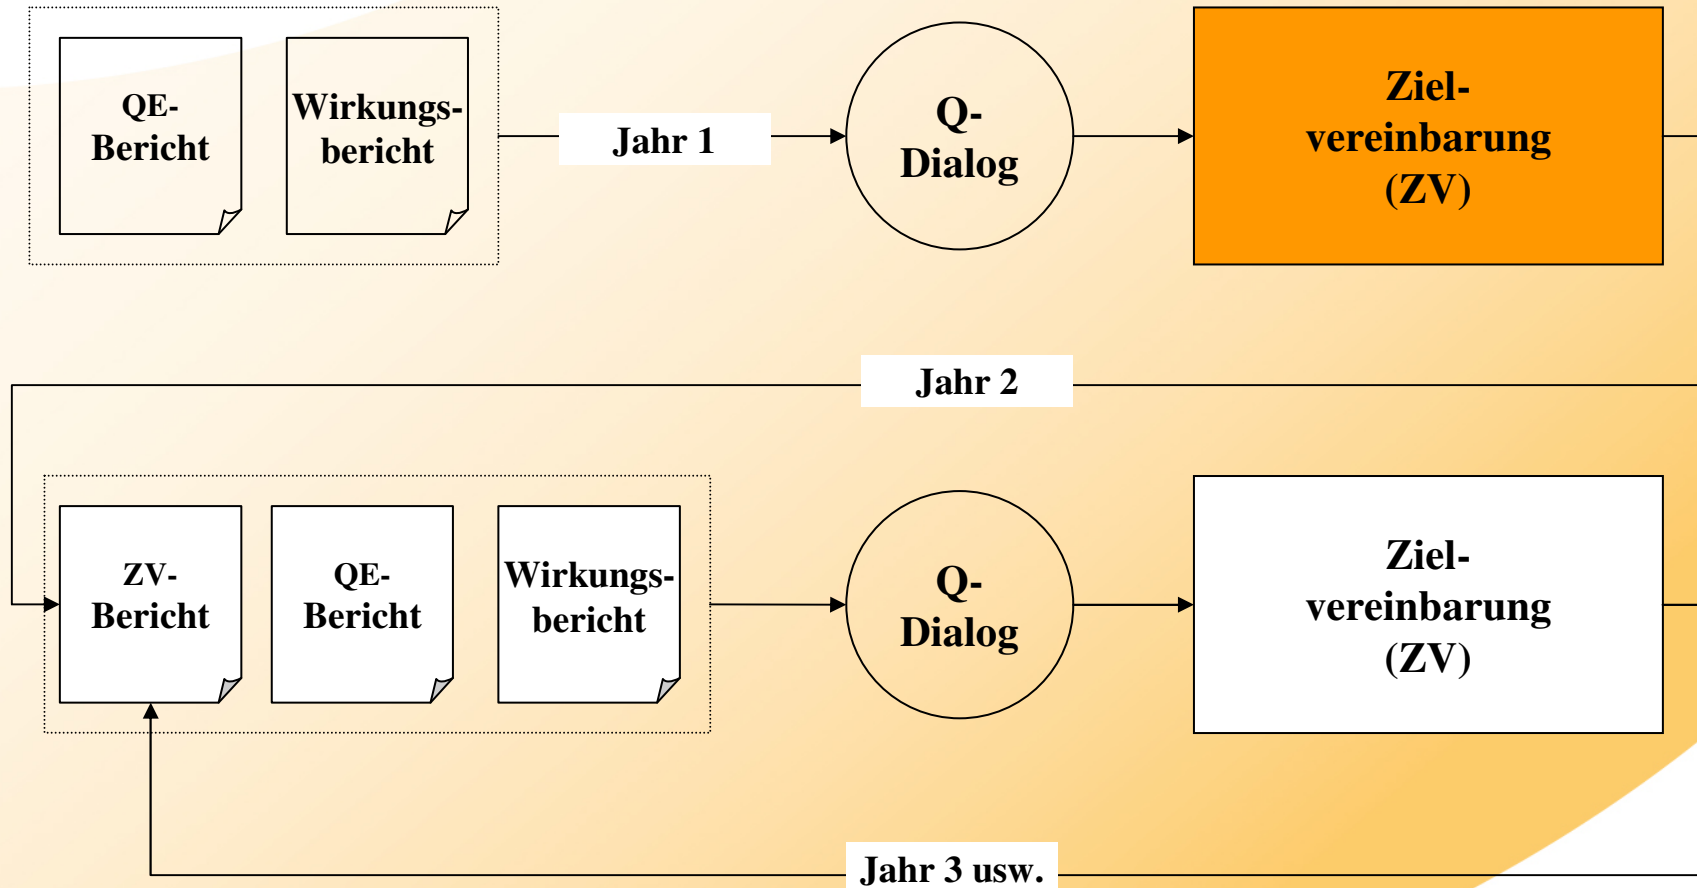 QE-
Bericht
Wirkungs-
bericht
Jahr 1
Q-
Dialog
Ziel-
vereinbarung
(ZV)
Jahr 2
ZV-
Bericht
QE-
Bericht
Wirkungs-
bericht
Q-
Dialog
Ziel-
vereinbarung
(ZV)
Jahr 3 usw.